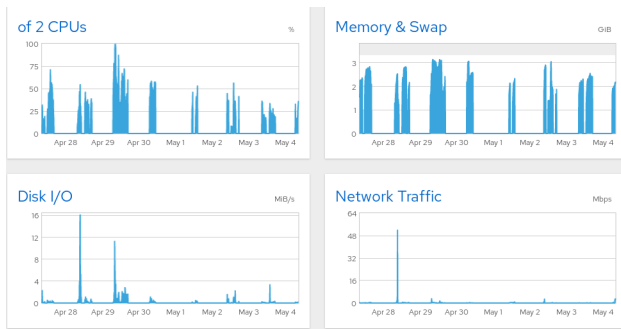 of 2 CPUs %
100
75
50
25
0
Apr 28 Apr 29 Apr 30 May 1 May 2 May 3 May 4
Memory & Swap GiB
3
2
1
0
Apr 28 Apr 29 Apr 30 May 1 May 2 May 3 May 4
Disk I/O MiB/s
16
12
8
4
0
Apr 28 Apr 29 Apr 30 May 1 May 2 May 3 May 4
Network Traffic Mbps
64
48
32
16
0
Apr 28 Apr 29 Apr 30 May 1 May 2 May 3 May 4